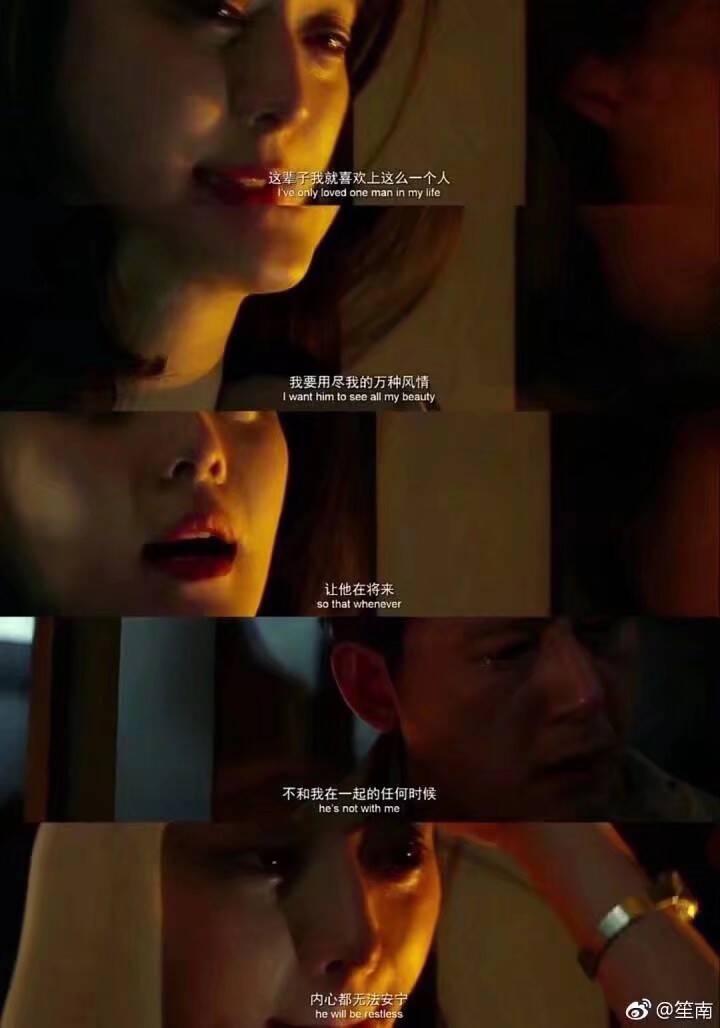 这辈子我就喜欢上这么一个人
I've only loved one man in my life
我要用尽我的万种风情
I want him to see all my beauty
让他在将来
so that whenever
不和我在一起的任何时候
he's not with me
内心都无法安宁
he will be restless
@笙南